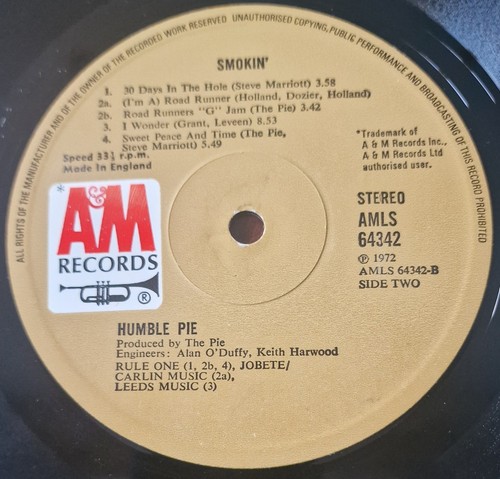 ALL RIGHTS OF THE MANUFACTURER AND OF THE OWNER OF THE RECORDED WORK RESERVED UNAUTHORISED COPYING, PUBLIC PERFORMANCE AND BROADCASTING OF THIS RECORD PROHIBITED
SMOKIN'
1. 30 Days In The Hole (Steve Marriott) 3.58
2a. (I'm A) Road Runner (Holland, Dozier, Holland)
2b. Road Runners "G" Jam (The Pie) 3.42
3. I Wonder (Grant, Leveen) 8.53
4. Sweet Peace And Time (The Pie,
Steve Marriott) 5.49
Speed 33⅓ r.p.m.
Made In England
*Trademark of
A & M Records Inc.,
A & M Records Ltd
authorised user.
*
A&M
RECORDS
®
STEREO
AMLS
64342
℗ 1972
AMLS 64342-B
SIDE TWO
HUMBLE PIE
Produced by The Pie
Engineers: Alan O'Duffy, Keith Harwood
RULE ONE (1, 2b, 4), JOBETE/
CARLIN MUSIC (2a),
LEEDS MUSIC (3)